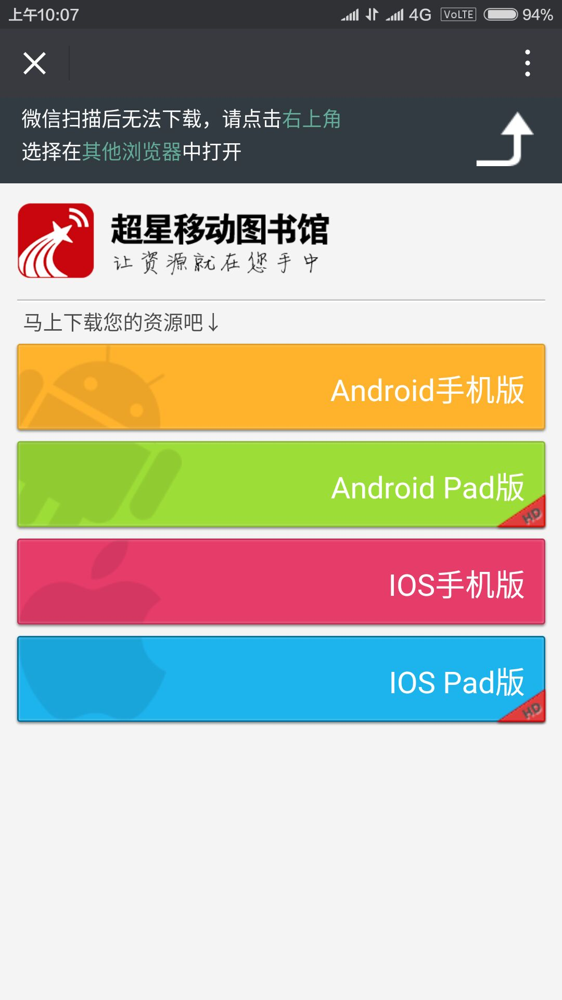 上午10:07 4G VoLTE 94%
微信扫描后无法下载，请点击右上角
选择在其他浏览器中打开
超星移动图书馆
让资源就在您手中
马上下载您的资源吧↓
Android手机版
Android Pad版
HD
IOS手机版
IOS Pad版
HD